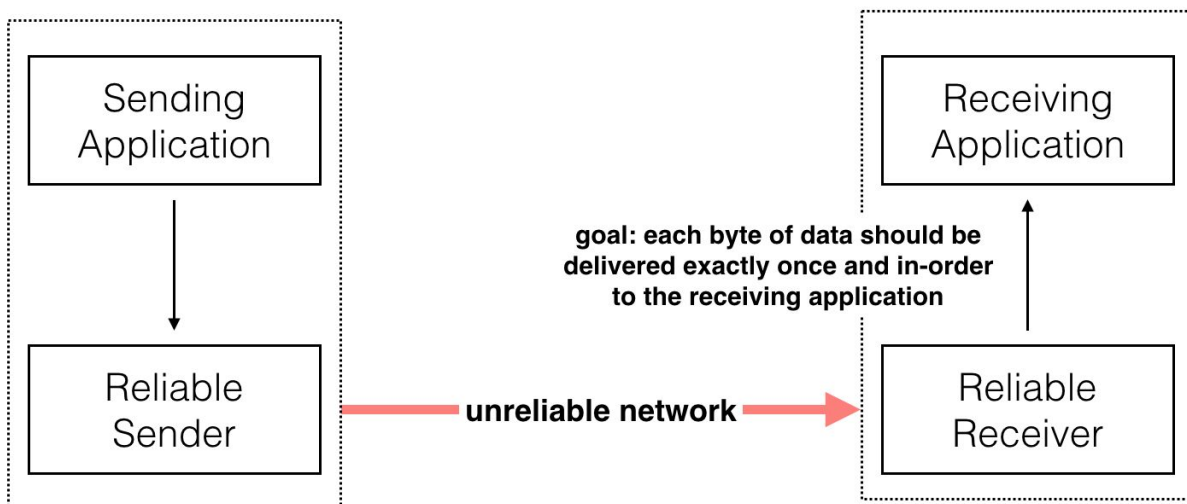 Sending
Application
Receiving
Application
goal: each byte of data should be
delivered exactly once and in-order
to the receiving application
Reliable
Sender
unreliable network
Reliable
Receiver